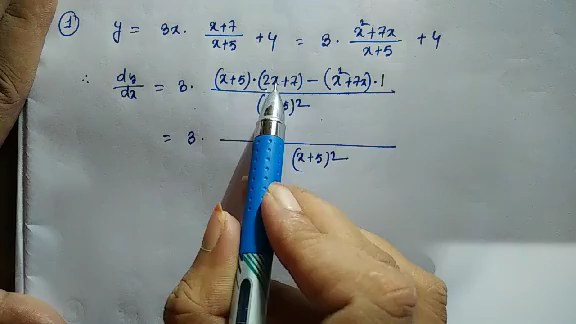 ① y = 3x. x+7/x+5 + 4 = 3. x²+7x/x+5 + 4
∴ dy/dx = 3. (x+5).(2x+7) − (x²+7x).1/( 5)²
= 3. /(x+5)²